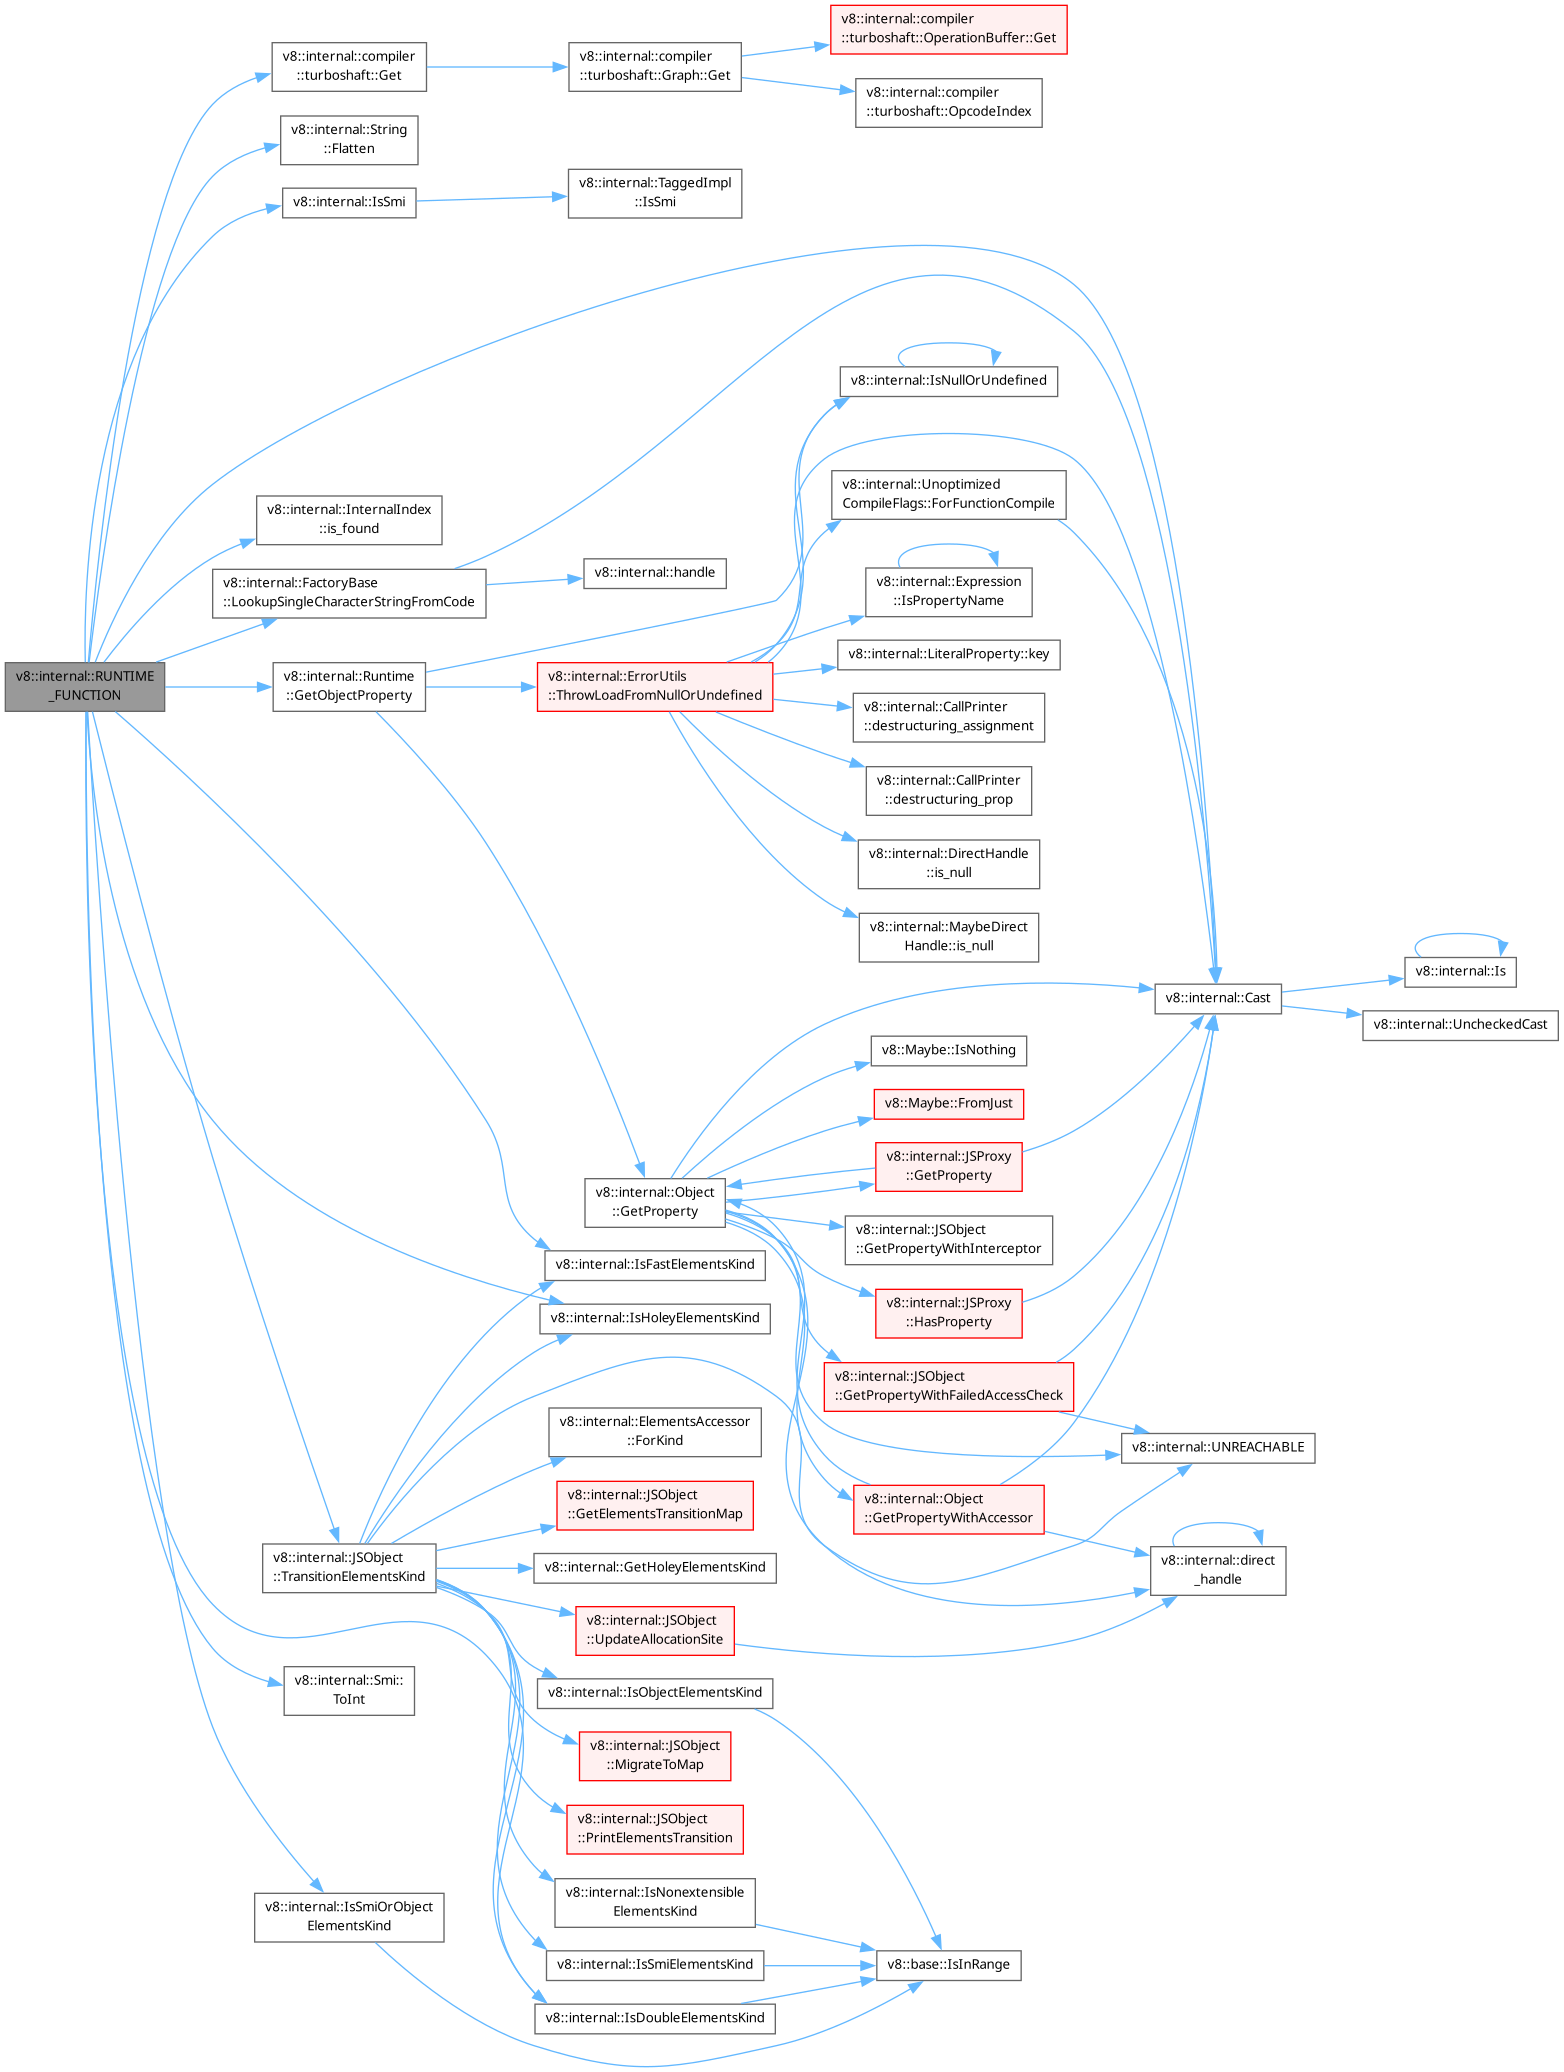 v8::internal::compiler
::turboshaft::OperationBuffer::Get
v8::internal::compiler
::turboshaft::Get
v8::internal::compiler
::turboshaft::Graph::Get
v8::internal::compiler
::turboshaft::OpcodeIndex
v8::internal::String
::Flatten
v8::internal::IsSmi
v8::internal::TaggedImpl
::IsSmi
v8::internal::IsNullOrUndefined
v8::internal::Unoptimized
CompileFlags::ForFunctionCompile
v8::internal::InternalIndex
::is_found
v8::internal::FactoryBase
::LookupSingleCharacterStringFromCode
v8::internal::handle
v8::internal::Expression
::IsPropertyName
v8::internal::LiteralProperty::key
v8::internal::RUNTIME
_FUNCTION
v8::internal::Runtime
::GetObjectProperty
v8::internal::ErrorUtils
::ThrowLoadFromNullOrUndefined
v8::internal::CallPrinter
::destructuring_assignment
v8::internal::CallPrinter
::destructuring_prop
v8::internal::DirectHandle
::is_null
v8::internal::MaybeDirect
Handle::is_null
v8::internal::Is
v8::internal::Cast
v8::internal::UncheckedCast
v8::Maybe::IsNothing
v8::Maybe::FromJust
v8::internal::JSProxy
::GetProperty
v8::internal::Object
::GetProperty
v8::internal::JSObject
::GetPropertyWithInterceptor
v8::internal::IsFastElementsKind
v8::internal::JSProxy
::HasProperty
v8::internal::IsHoleyElementsKind
v8::internal::JSObject
::GetPropertyWithFailedAccessCheck
v8::internal::ElementsAccessor
::ForKind
v8::internal::UNREACHABLE
v8::internal::JSObject
::GetElementsTransitionMap
v8::internal::Object
::GetPropertyWithAccessor
v8::internal::JSObject
::TransitionElementsKind
v8::internal::GetHoleyElementsKind
v8::internal::direct
_handle
v8::internal::JSObject
::UpdateAllocationSite
v8::internal::Smi::
ToInt
v8::internal::IsObjectElementsKind
v8::internal::JSObject
::MigrateToMap
v8::internal::JSObject
::PrintElementsTransition
v8::internal::IsSmiOrObject
ElementsKind
v8::internal::IsNonextensible
ElementsKind
v8::internal::IsSmiElementsKind
v8::base::IsInRange
v8::internal::IsDoubleElementsKind